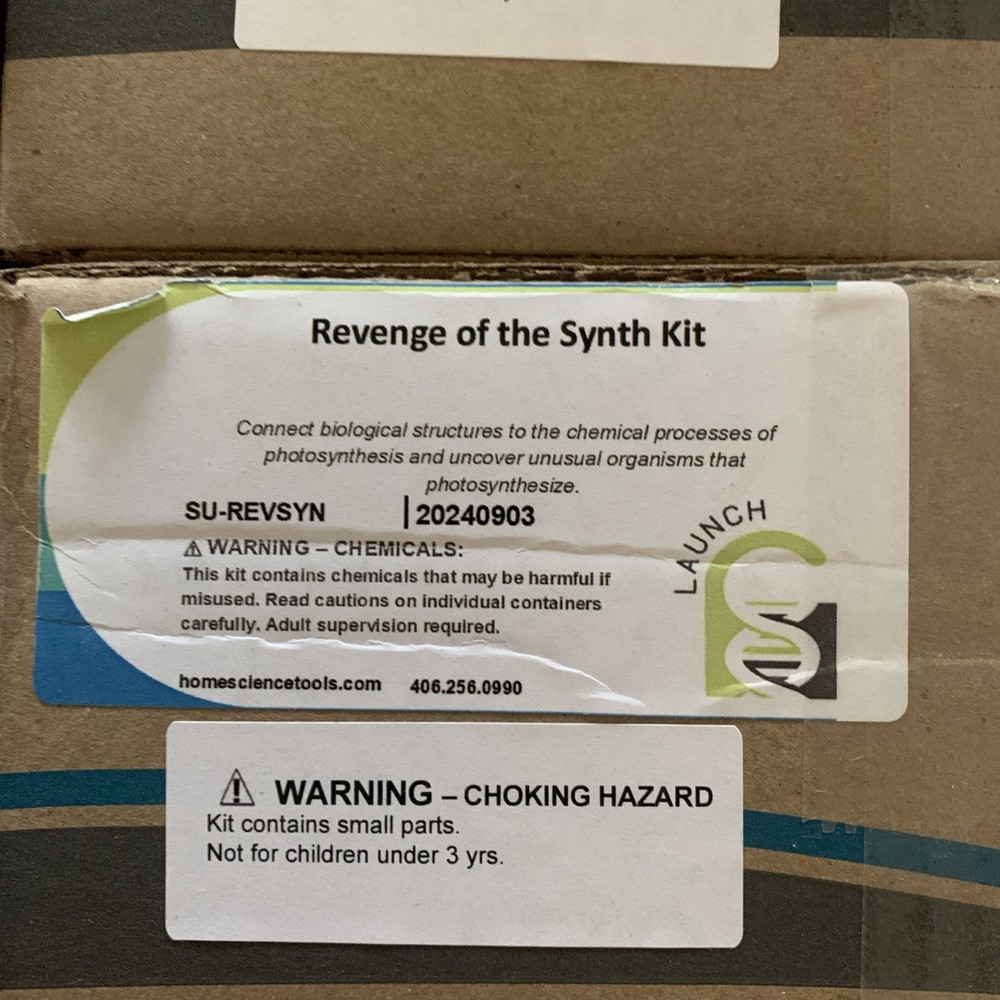 Revenge of the Synth Kit
Connect biological structures to the chemical processes of
photosynthesis and uncover unusual organisms that
photosynthesize.
SU-REVSYN | 20240903
⚠ WARNING – CHEMICALS:
This kit contains chemicals that may be harmful if
misused. Read cautions on individual containers
carefully. Adult supervision required.
LAUNCH
homesciencetools.com 406.256.0990
⚠ WARNING – CHOKING HAZARD
Kit contains small parts.
Not for children under 3 yrs.